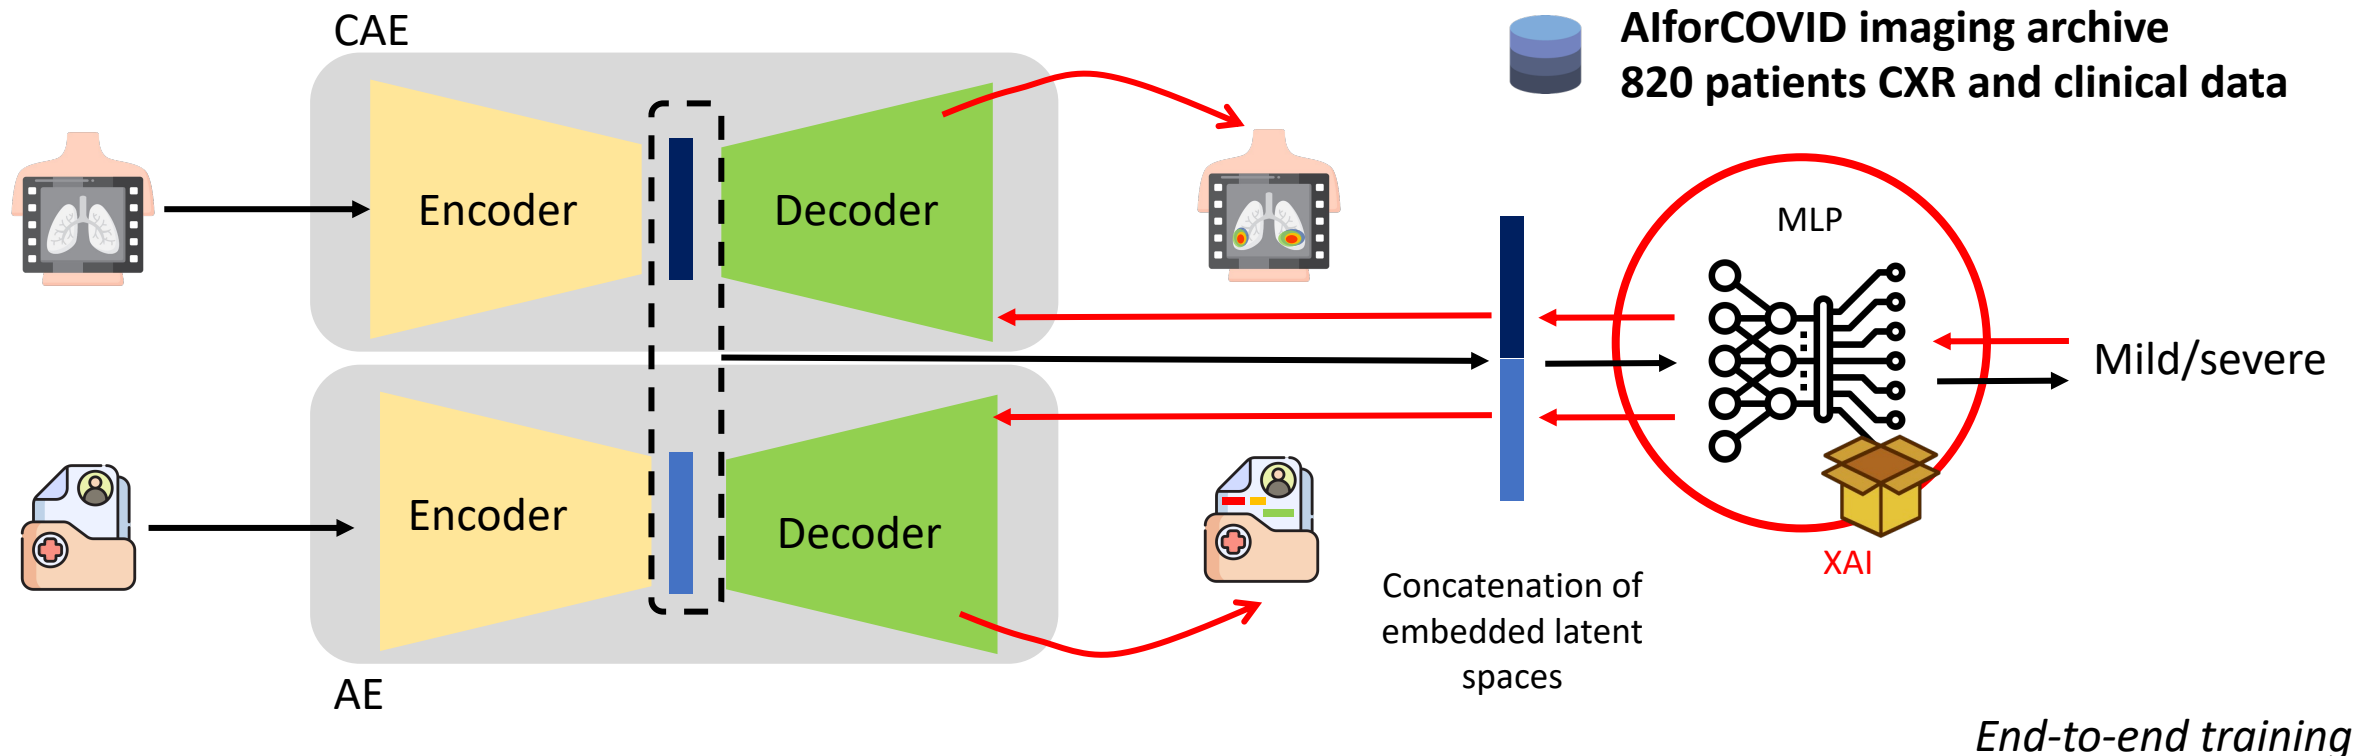 CAE
AIforCOVID imaging archive
820 patients CXR and clinical data
Encoder
Decoder
MLP
Mild/severe
Encoder
Decoder
XAI
Concatenation of
embedded latent
spaces
AE
End-to-end training